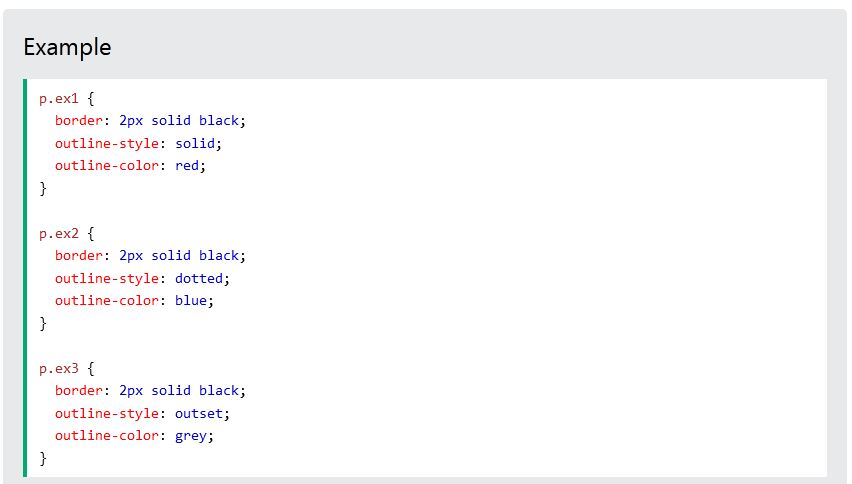 Example
p.ex1 {
  border: 2px solid black;
  outline-style: solid;
  outline-color: red;
}
p.ex2 {
  border: 2px solid black;
  outline-style: dotted;
  outline-color: blue;
}
p.ex3 {
  border: 2px solid black;
  outline-style: outset;
  outline-color: grey;
}